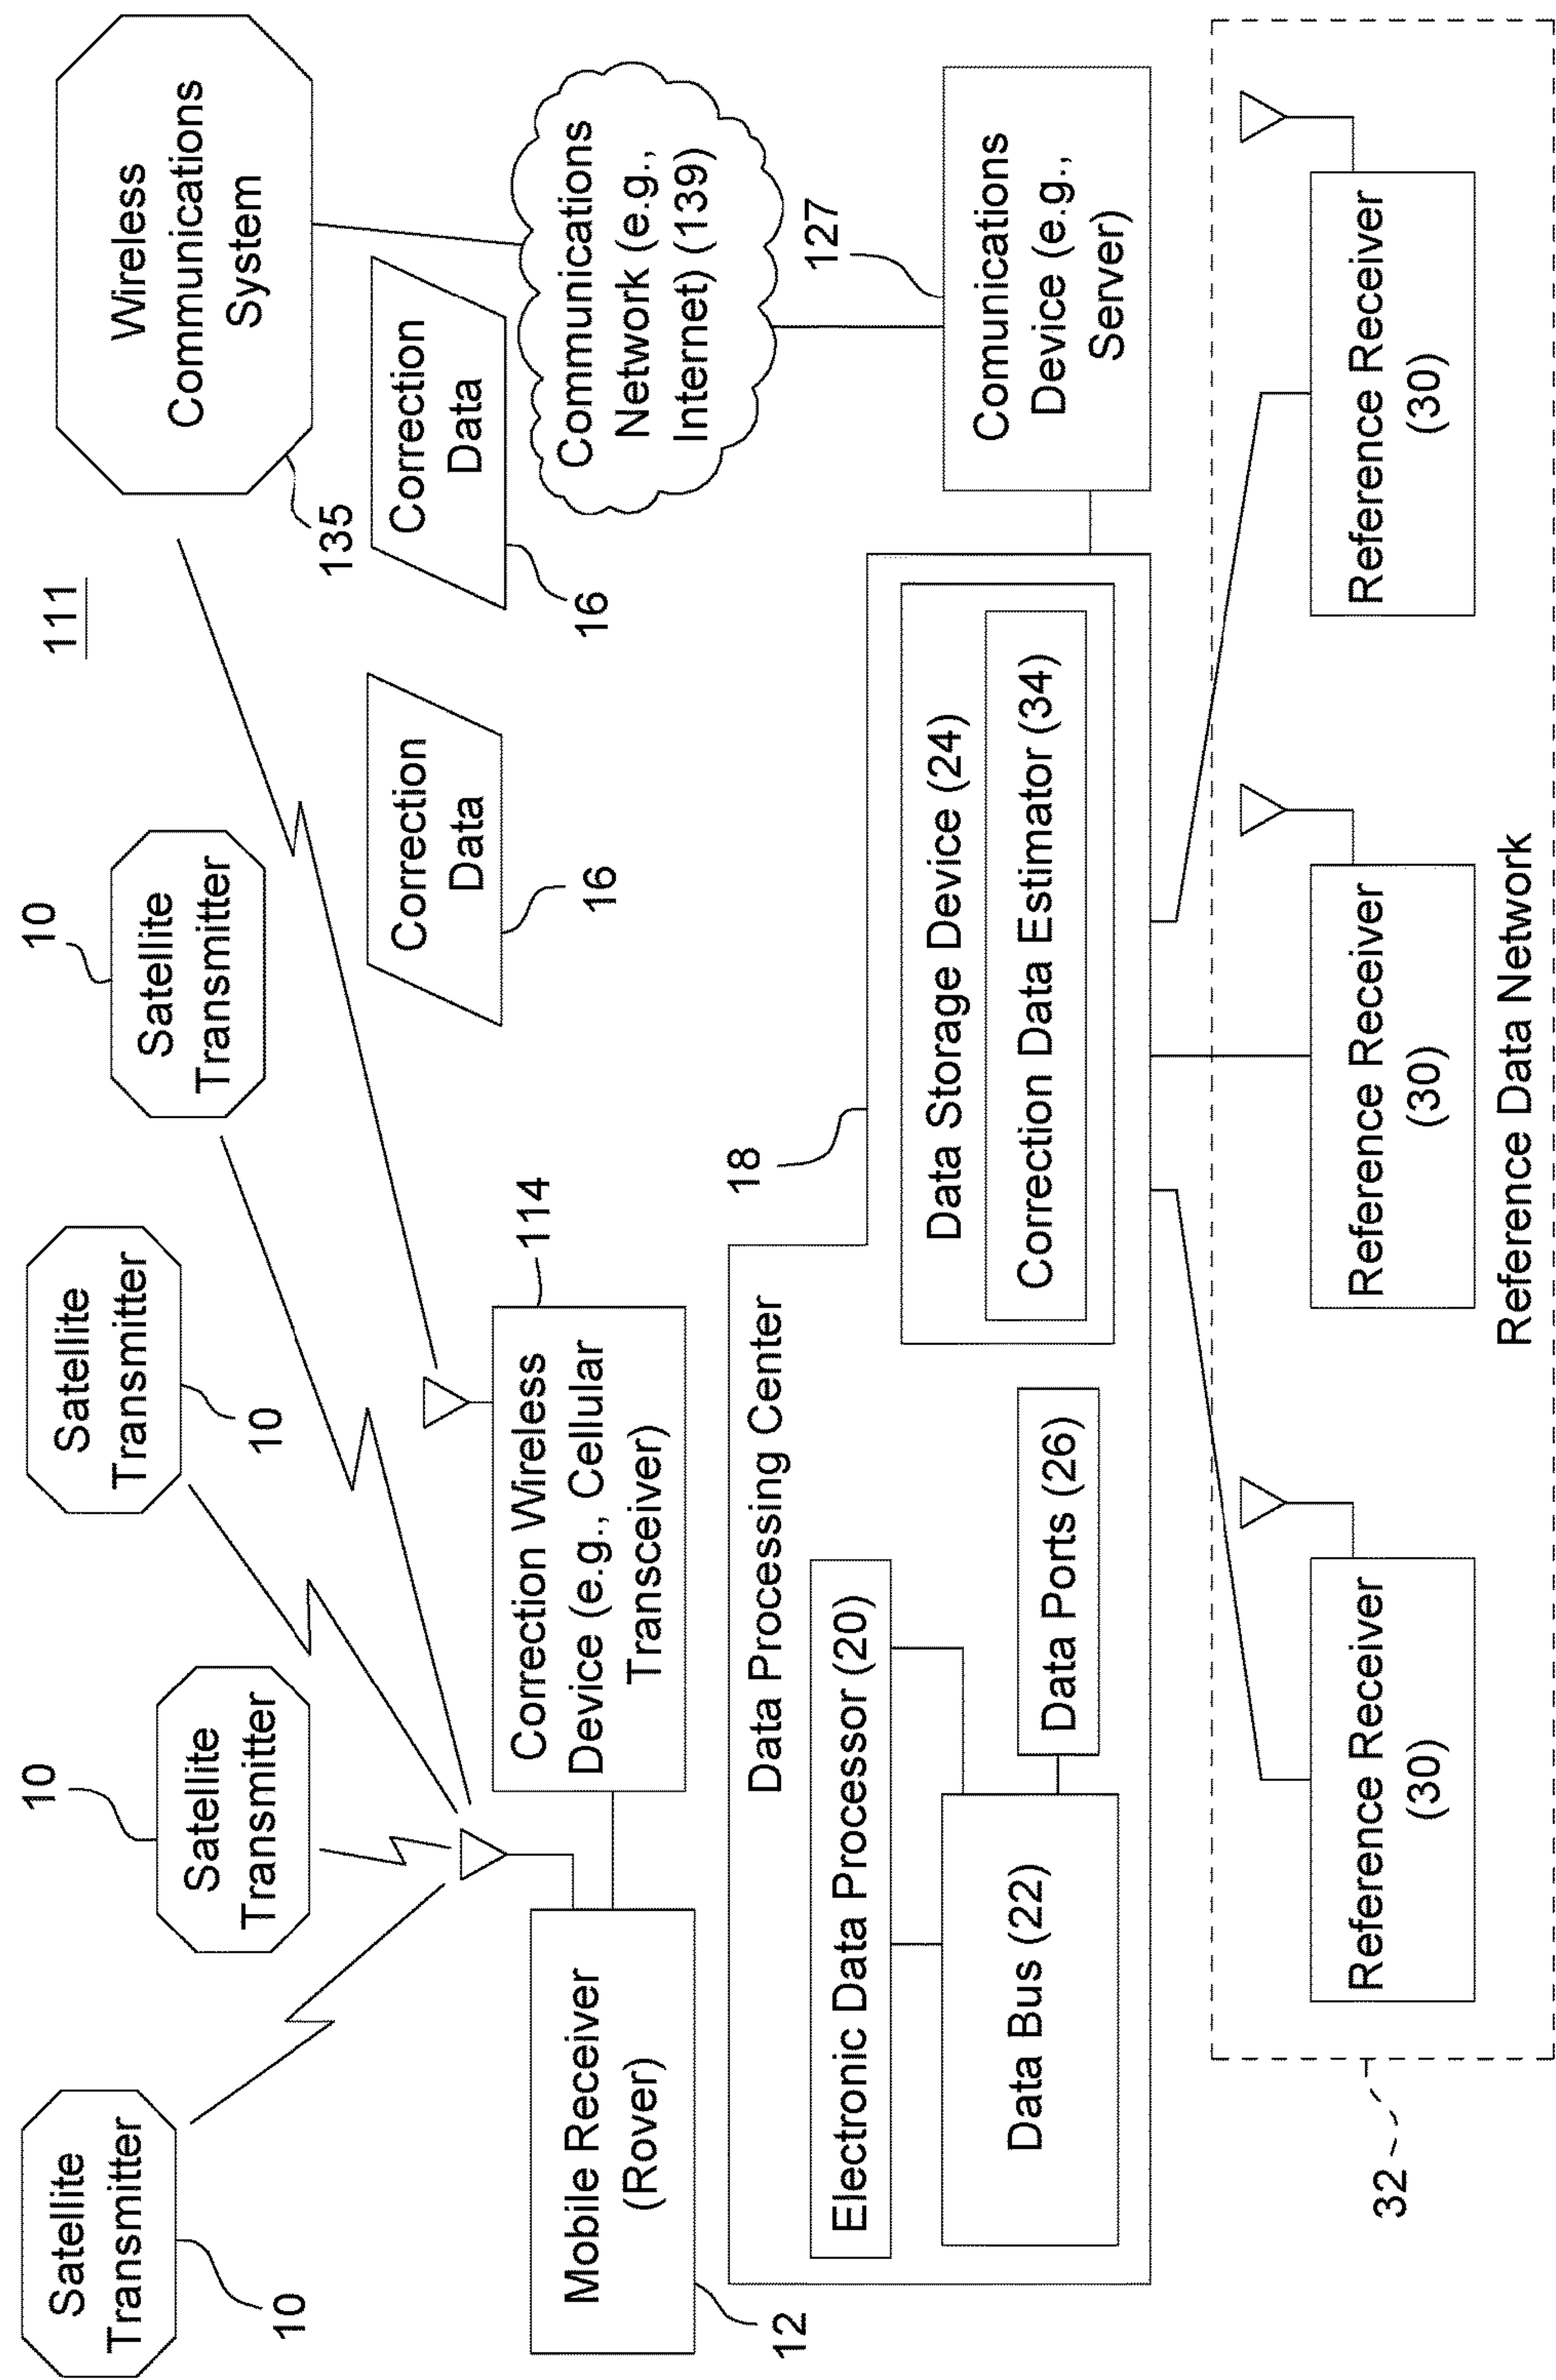 111
Satellite
Transmitter
10
Satellite
Transmitter
10
Satellite
Transmitter
10
Satellite
Transmitter
10
Wireless
Communications
System
135
Correction
Data
16
Correction
Data
16
Communications
Network (e.g.,
Internet) (139)
Mobile Receiver
(Rover)
12
Correction Wireless
Device (e.g., Cellular
Transceiver)
114
127
Comunications
Device (e.g.,
Server)
Data Processing Center
18
Electronic Data Processor (20)
Data Bus (22)
Data Ports (26)
Data Storage Device (24)
Correction Data Estimator (34)
Reference Receiver
(30)
Reference Receiver
(30)
Reference Receiver
(30)
32
Reference Data Network